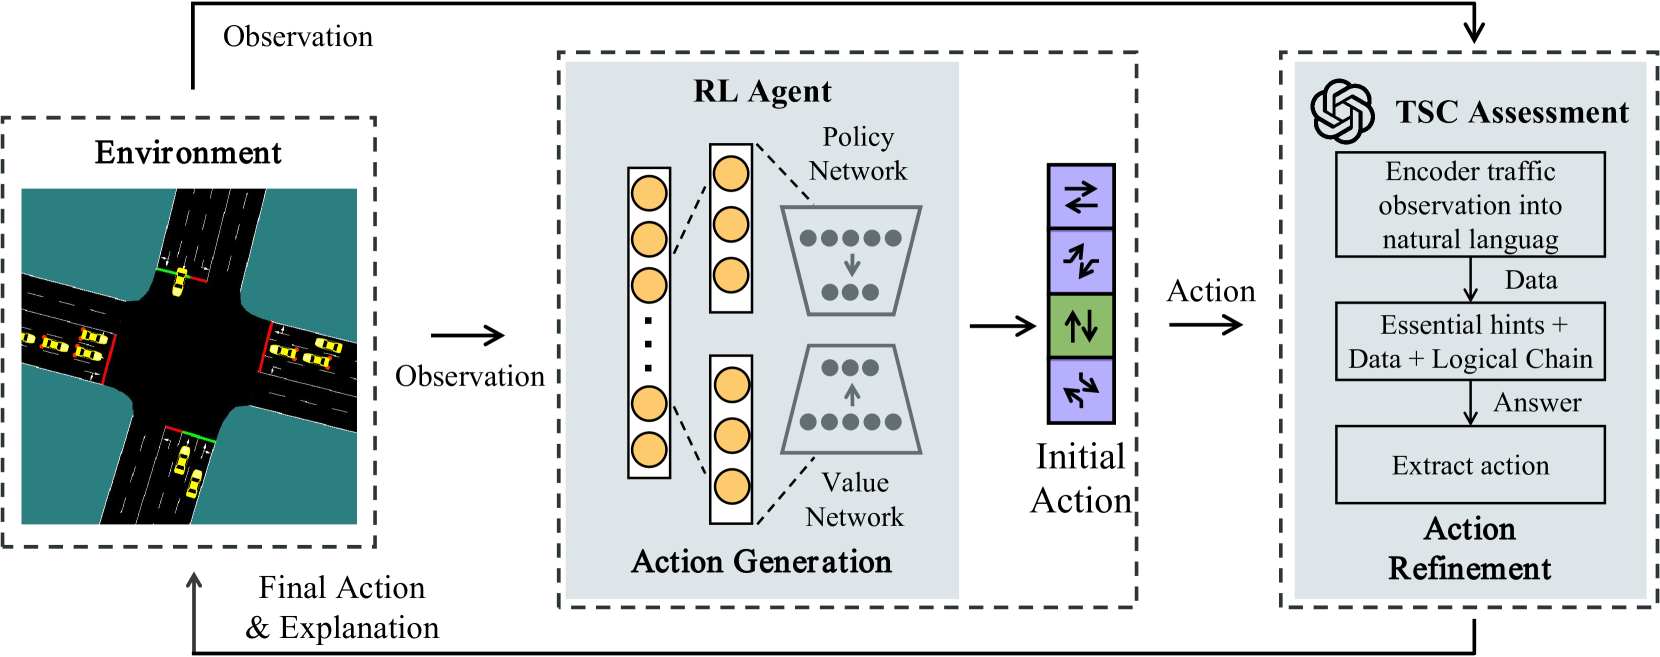 Observation
Environment
Observation
Final Action
& Explanation
RL Agent
Policy
Network
Value
Network
Action Generation
Initial
Action
Action
TSC Assessment
Encoder traffic
observation into
natural languag
Data
Essential hints +
Data + Logical Chain
Answer
Extract action
Action
Refinement